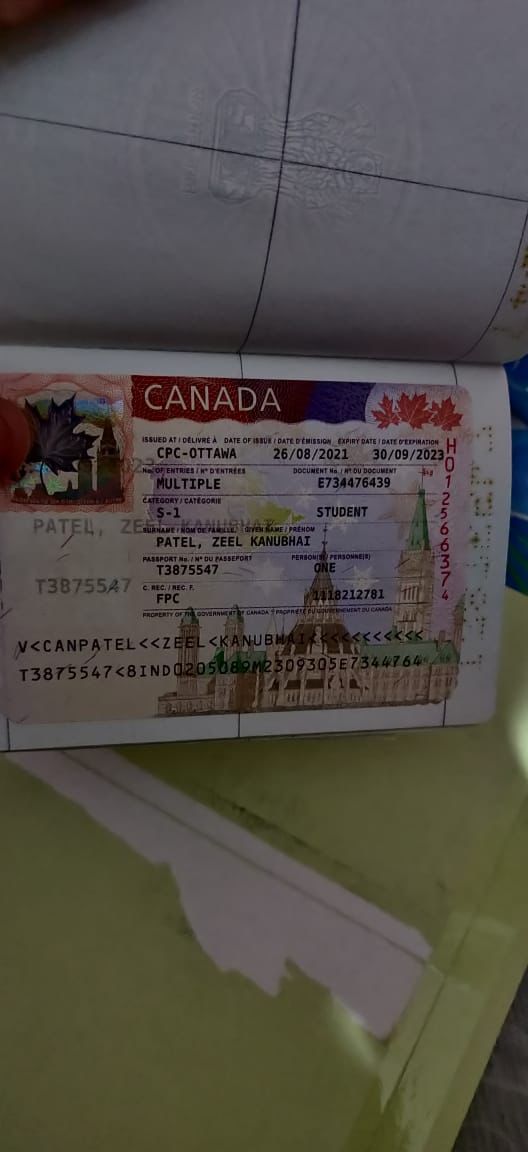 CANADA
ISSUED AT / DÉLIVRÉ À DATE OF ISSUE / DATE D'ÉMISSION EXPIRY DATE / DATE D'EXPIRATION
CPC-OTTAWA 26/08/2021 30/09/2023
No. OF ENTRIES / Nº D'ENTRÉES DOCUMENT No. / Nº DU DOCUMENT
MULTIPLE E734476439
CATEGORY / CATÉGORIE
S-1 STUDENT
SURNAME / NOM DE FAMILLE, GIVEN NAME / PRÉNOM
PATEL, ZEEL KANUBHAI
PASSPORT No. / Nº DU PASSEPORT PERSON(S) / PERSONNE(S)
T3875547 ONE
C. REC. / REC. F.
FPC 1118212781
PROPERTY OF THE GOVERNMENT OF CANADA / PROPRIÉTÉ DU GOUVERNEMENT DU CANADA
V<CANPATEL<<ZEEL<KANUBHAI<<<<<<<<<<<
T3875547<8IND0205089M2309305E7344764
H012566374
PATEL, ZEEL KANUBHAI
T3875547